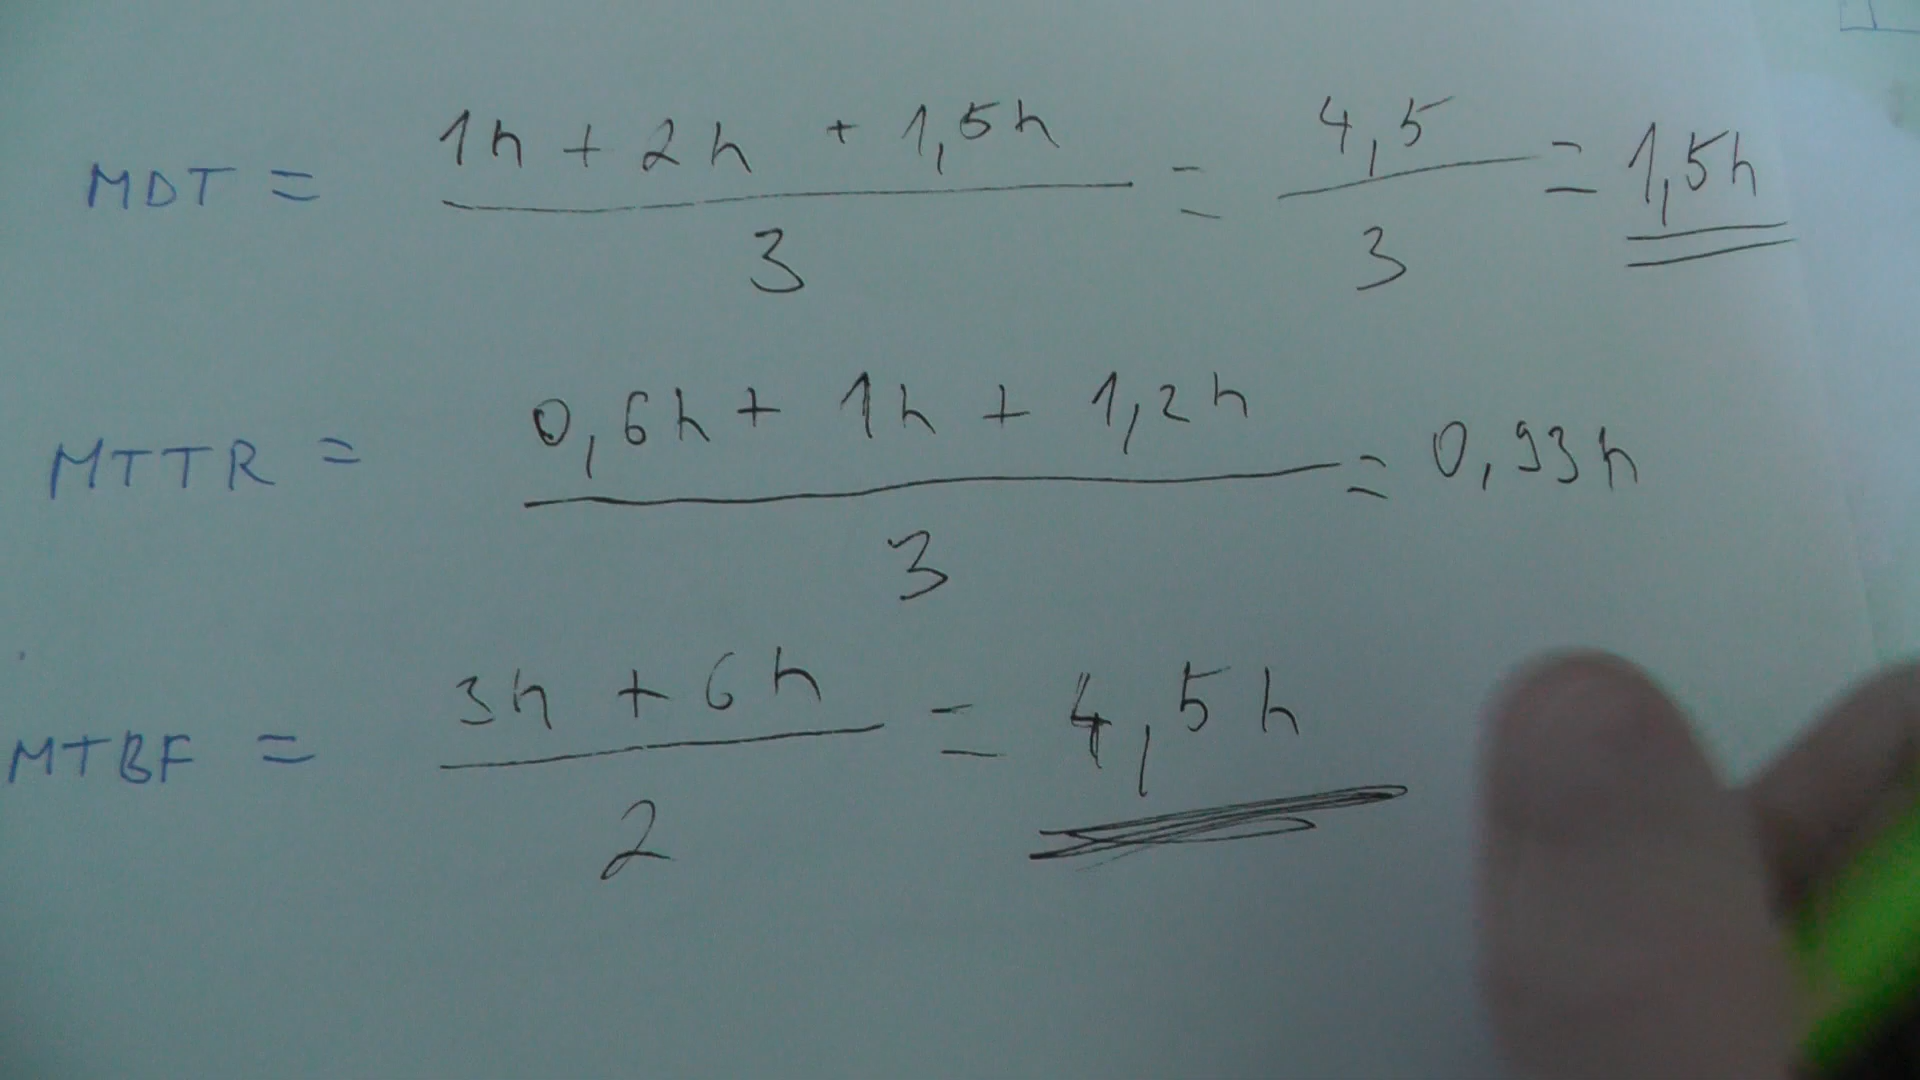 MDT = (1h + 2h + 1,5h) / 3 = 4,5 / 3 = 1,5h
MTTR = (0,6h + 1h + 1,2h) / 3 = 0,93h
MTBF = (3h + 6h) / 2 = 4,5h